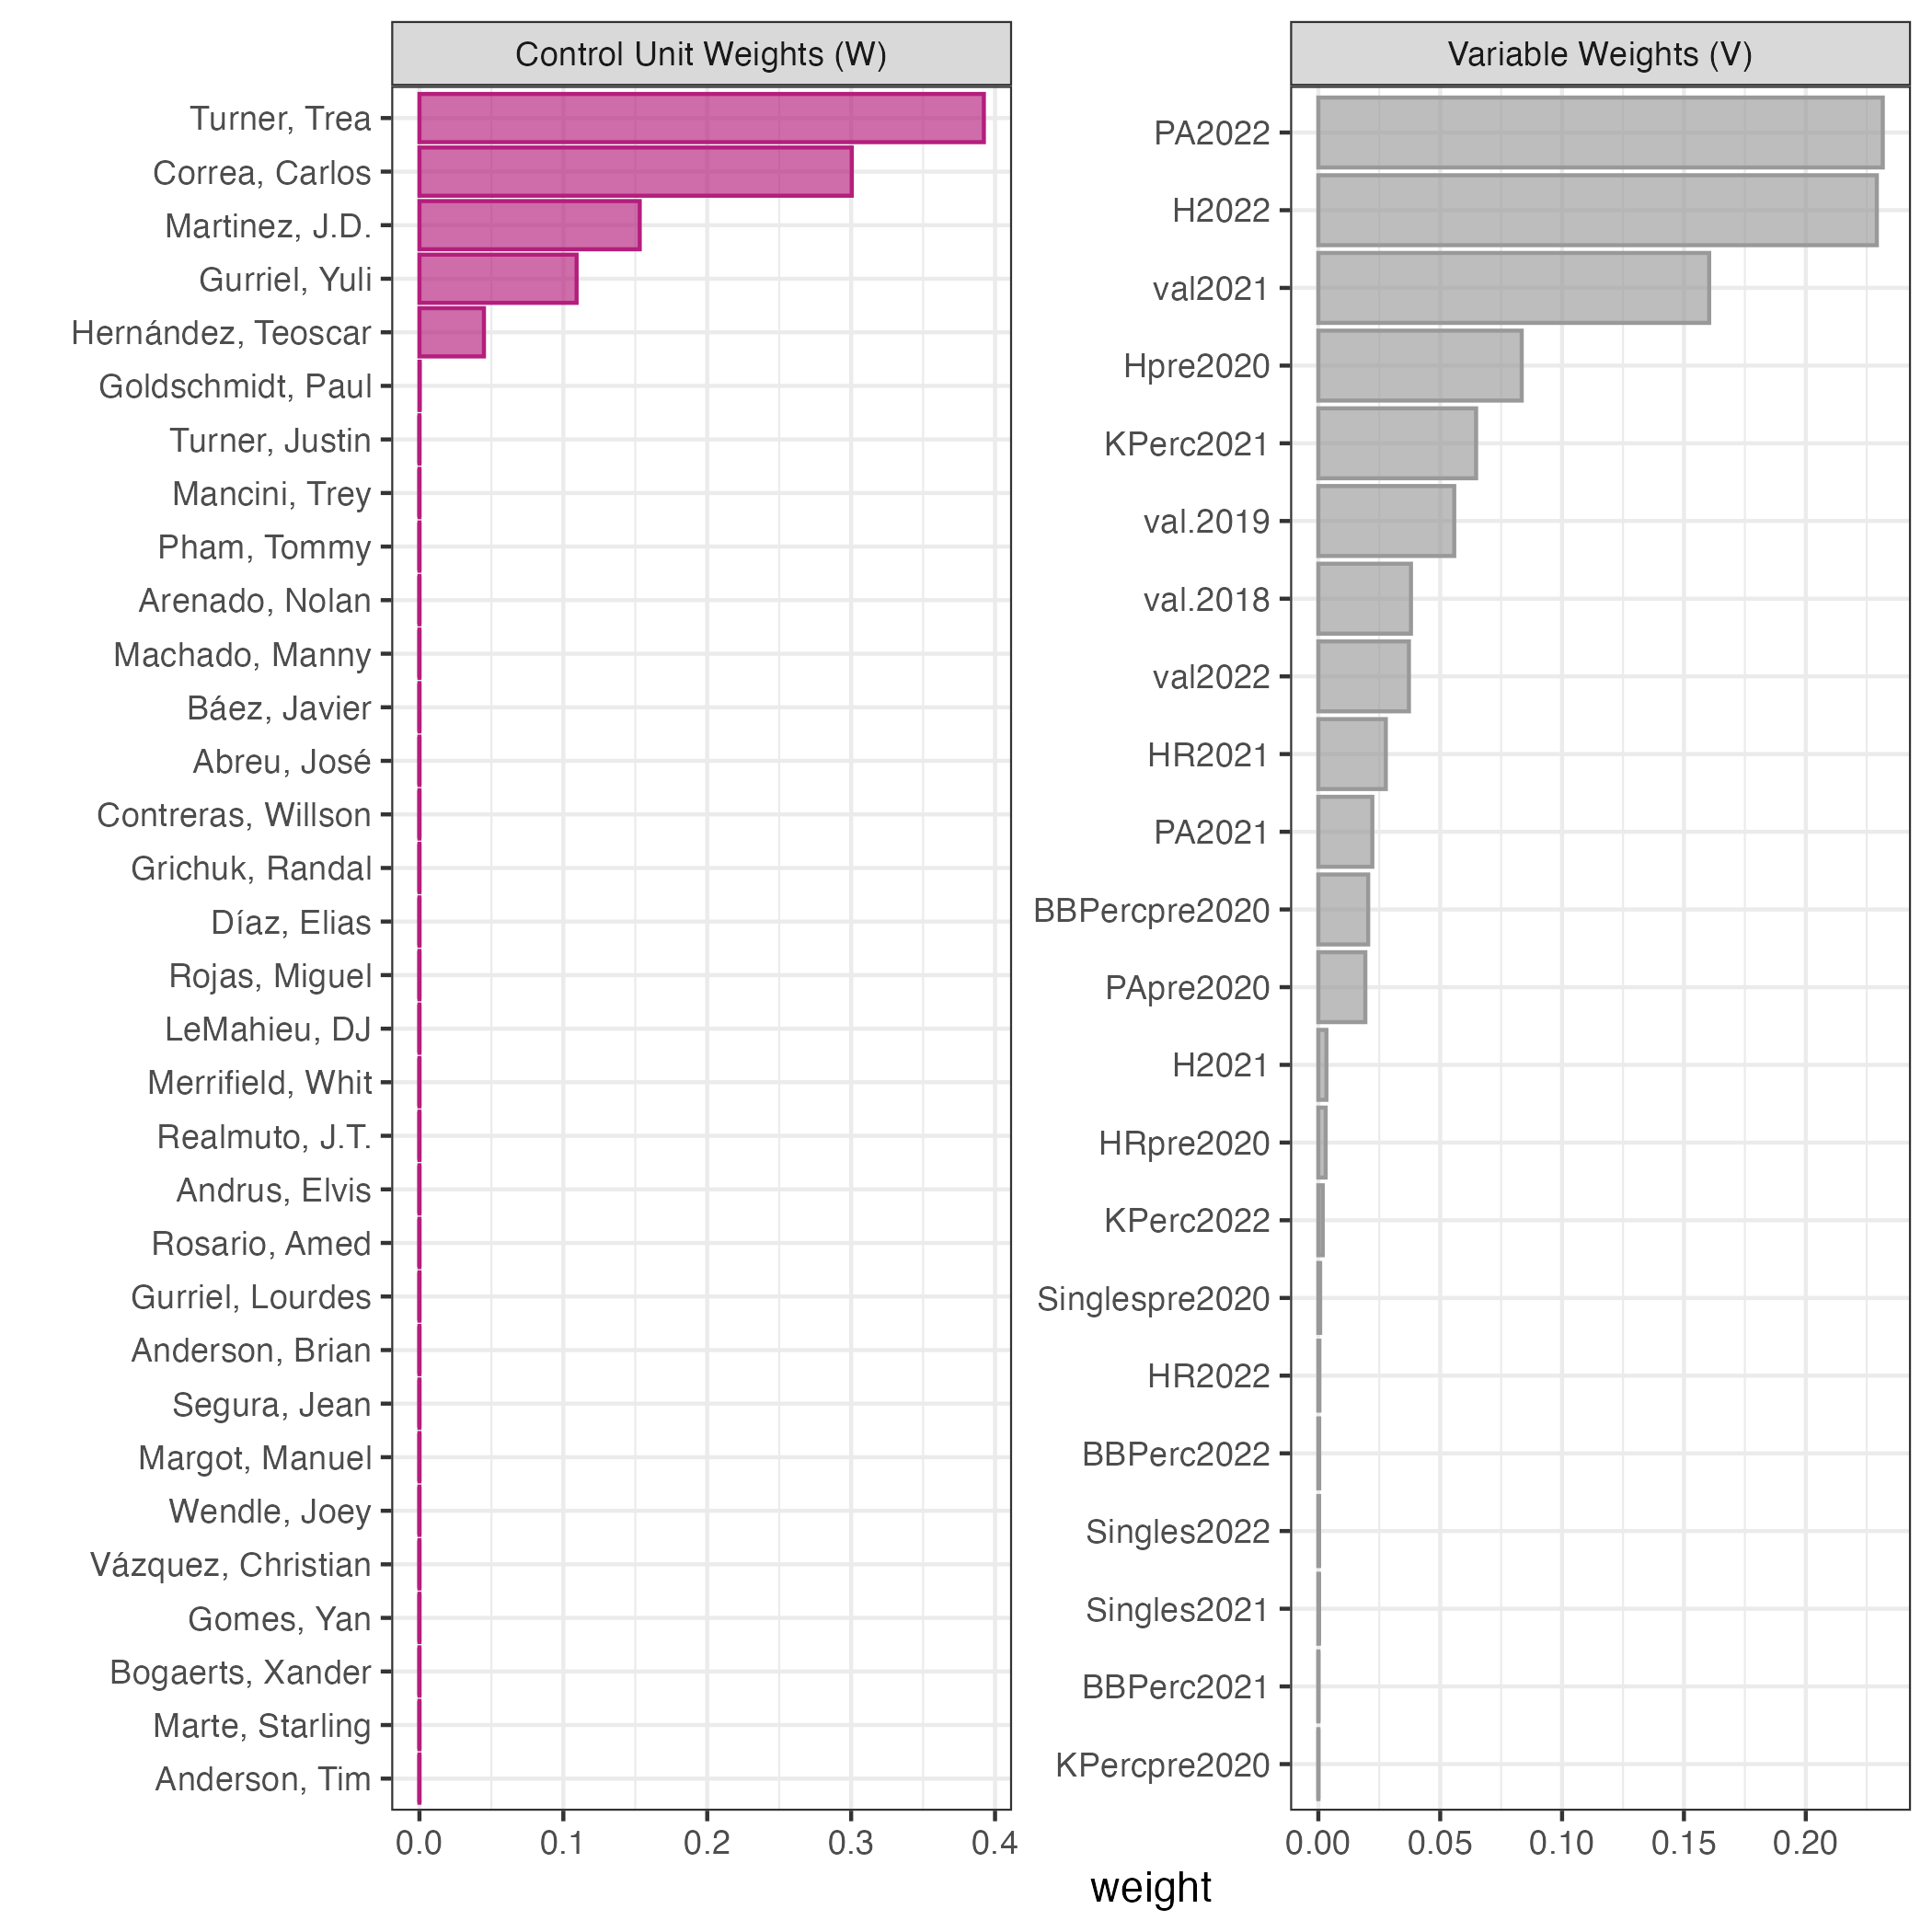 Control Unit Weights (W)
Turner, Trea
Correa, Carlos
Martinez, J.D.
Gurriel, Yuli
Hernández, Teoscar
Goldschmidt, Paul
Turner, Justin
Mancini, Trey
Pham, Tommy
Arenado, Nolan
Machado, Manny
Báez, Javier
Abreu, José
Contreras, Willson
Grichuk, Randal
Díaz, Elias
Rojas, Miguel
LeMahieu, DJ
Merrifield, Whit
Realmuto, J.T.
Andrus, Elvis
Rosario, Amed
Gurriel, Lourdes
Anderson, Brian
Segura, Jean
Margot, Manuel
Wendle, Joey
Vázquez, Christian
Gomes, Yan
Bogaerts, Xander
Marte, Starling
Anderson, Tim
0.0 0.1 0.2 0.3 0.4
Variable Weights (V)
PA2022
H2022
val2021
Hpre2020
KPerc2021
val.2019
val.2018
val2022
HR2021
PA2021
BBPercpre2020
PApre2020
H2021
HRpre2020
KPerc2022
Singlespre2020
HR2022
BBPerc2022
Singles2022
Singles2021
BBPerc2021
KPercpre2020
0.00 0.05 0.10 0.15 0.20
weight